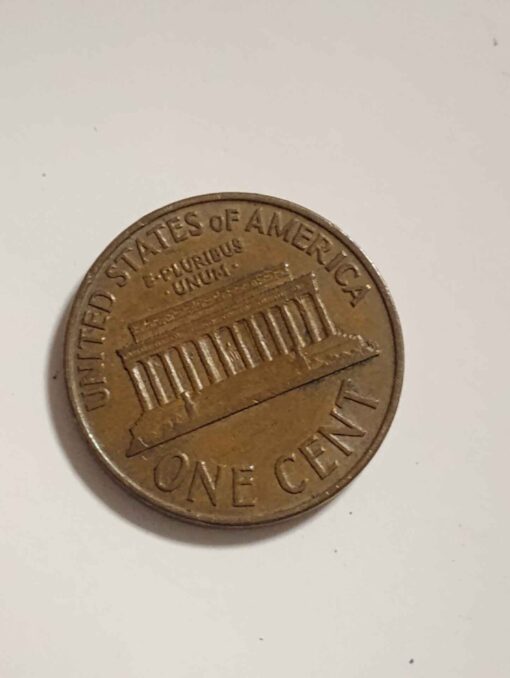 UNITED STATES oF AMERICA
E·PLURIBUS
·UNUM·
ONE CENT